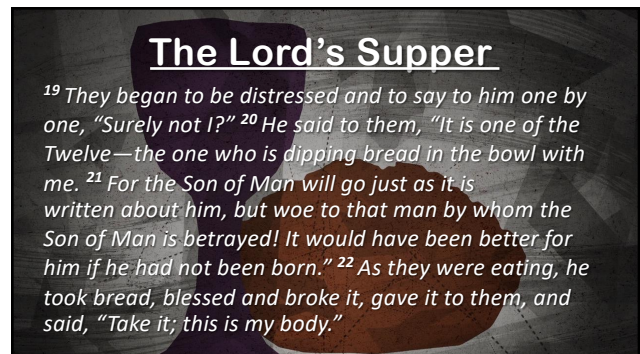 The Lord’s Supper
19 They began to be distressed and to say to him one by
one, “Surely not I?” 20 He said to them, “It is one of the
Twelve—the one who is dipping bread in the bowl with
me. 21 For the Son of Man will go just as it is
written about him, but woe to that man by whom the
Son of Man is betrayed! It would have been better for
him if he had not been born.” 22 As they were eating, he
took bread, blessed and broke it, gave it to them, and
said, “Take it; this is my body.”